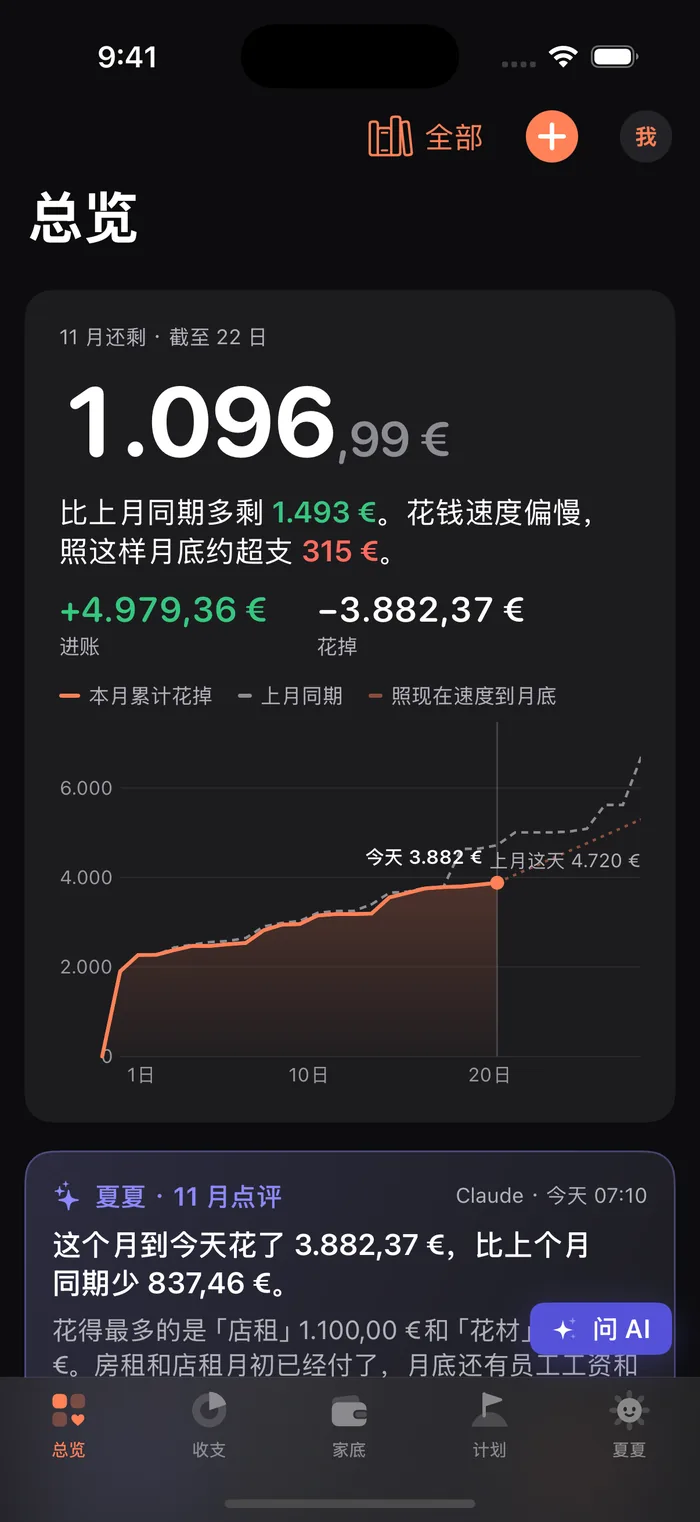 9:41
全部
我
总览
11 月还剩 · 截至 22 日
1.096,99 €
比上月同期多剩 1.493 €。花钱速度偏慢，
照这样月底约超支 315 €。
+4.979,36 € −3.882,37 €
进账 花掉
本月累计花掉 上月同期 照现在速度到月底
6.000
今天 3.882 € 上月这天 4.720 €
4.000
2.000
0
1日 10日 20日
夏夏 · 11 月点评 Claude · 今天 07:10
这个月到今天花了 3.882,37 €，比上个月
同期少 837,46 €。
花得最多的是「店租」1.100,00 €和「花材」
问 AI
€。房租和店租月初已经付了，月底还有员工工资和
总览 收支 家底 计划 夏夏